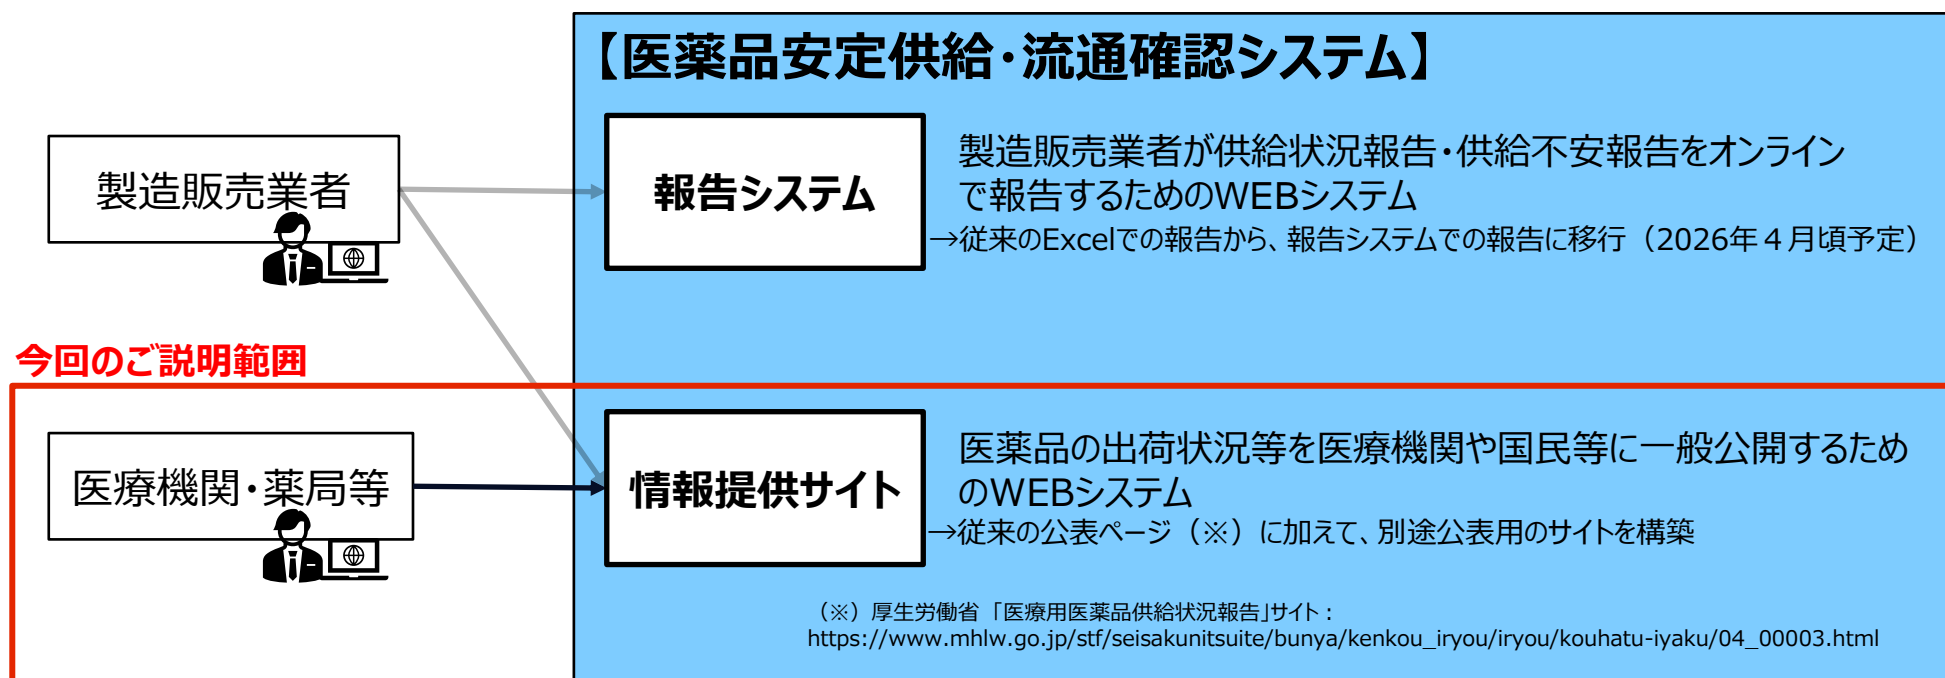 【医薬品安定供給・流通確認システム】
製造販売業者
報告システム
製造販売業者が供給状況報告・供給不安報告をオンライン
で報告するためのWEBシステム
→従来のExcelでの報告から、報告システムでの報告に移行（2026年４月頃予定）
今回のご説明範囲
医療機関・薬局等
情報提供サイト
医薬品の出荷状況等を医療機関や国民等に一般公開するため
のWEBシステム
→従来の公表ページ（※）に加えて、別途公表用のサイトを構築
（※）厚生労働省「医療用医薬品供給状況報告」サイト：
https://www.mhlw.go.jp/stf/seisakunitsuite/bunya/kenkou_iryou/iryou/kouhatu-iyaku/04_00003.html